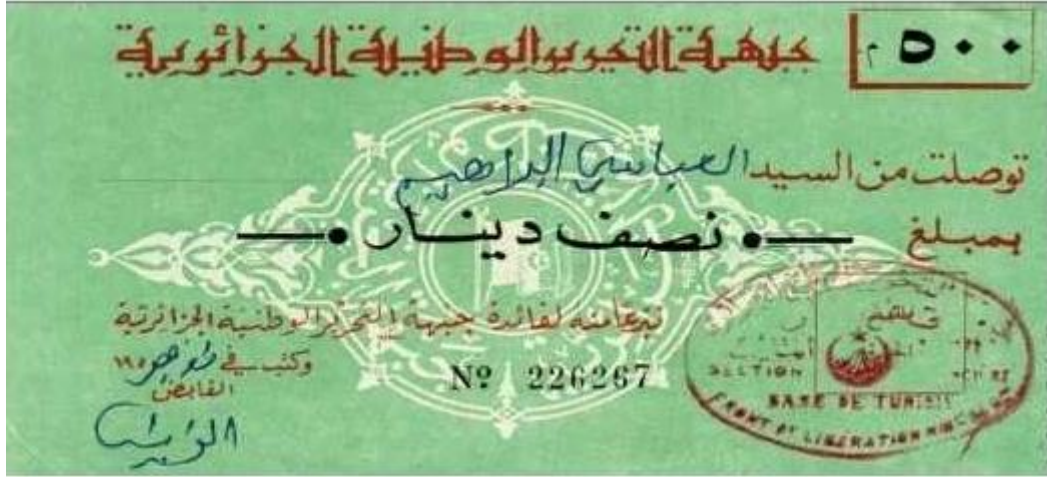 جبهة التحرير الوطنية الجزائرية
٥٠٠ م
توصلت من السيد العباسي البراهيم
بمبلغ نصف دينار
تبرعا منه لفائدة جبهة التحرير الوطنية الجزائرية
وكتب في
القابض
Nº 226267
SECTION
BASE DE TUNISIE
FRONT DE LIBERATION